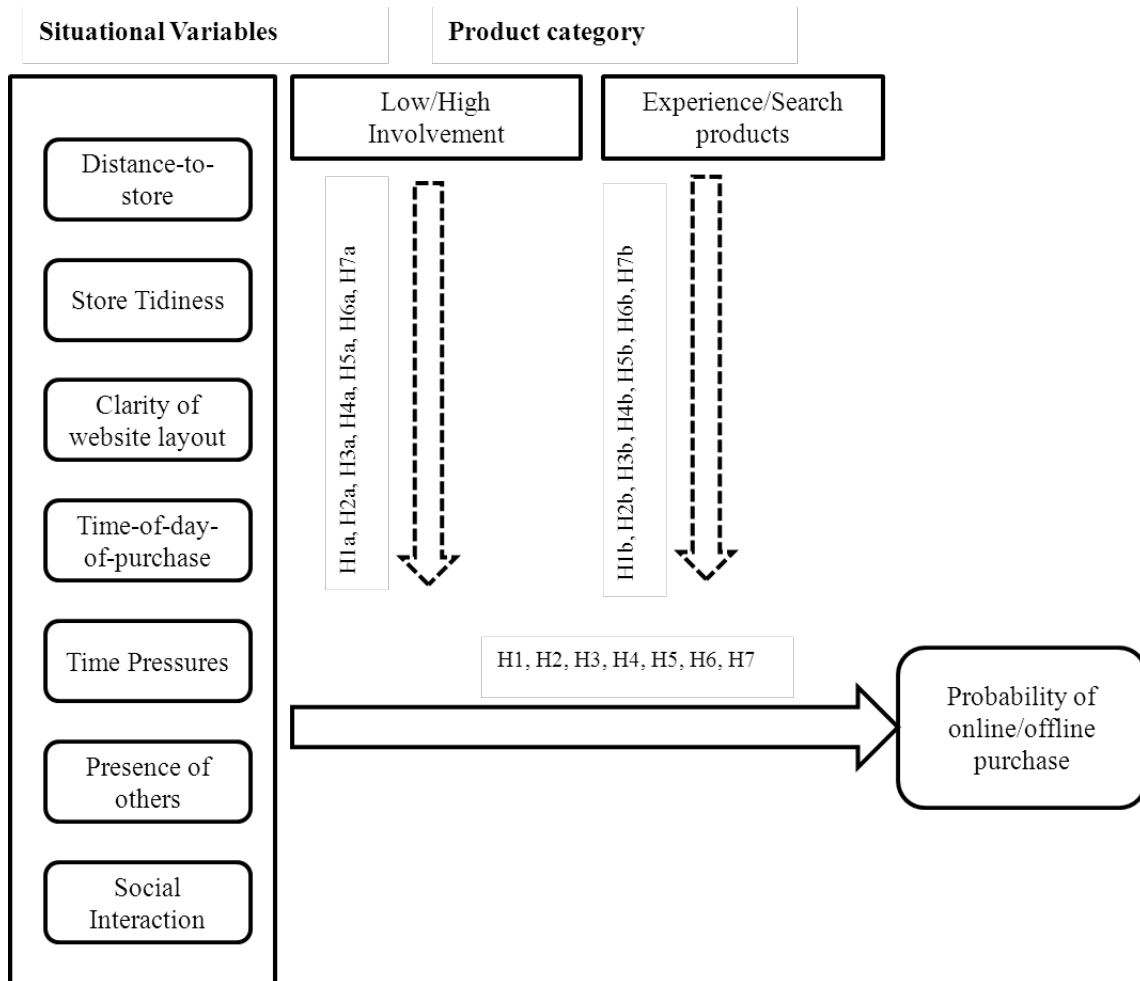 Situational Variables
Product category
Low/High
Involvement
Experience/Search
products
Distance-to-
store
Store Tidiness
Clarity of
website layout
Time-of-day-
of-purchase
Time Pressures
Presence of
others
Social
Interaction
H1a, H2a, H3a, H4a, H5a, H6a, H7a
H1b, H2b, H3b, H4b, H5b, H6b, H7b
H1, H2, H3, H4, H5, H6, H7
Probability of
online/offline
purchase